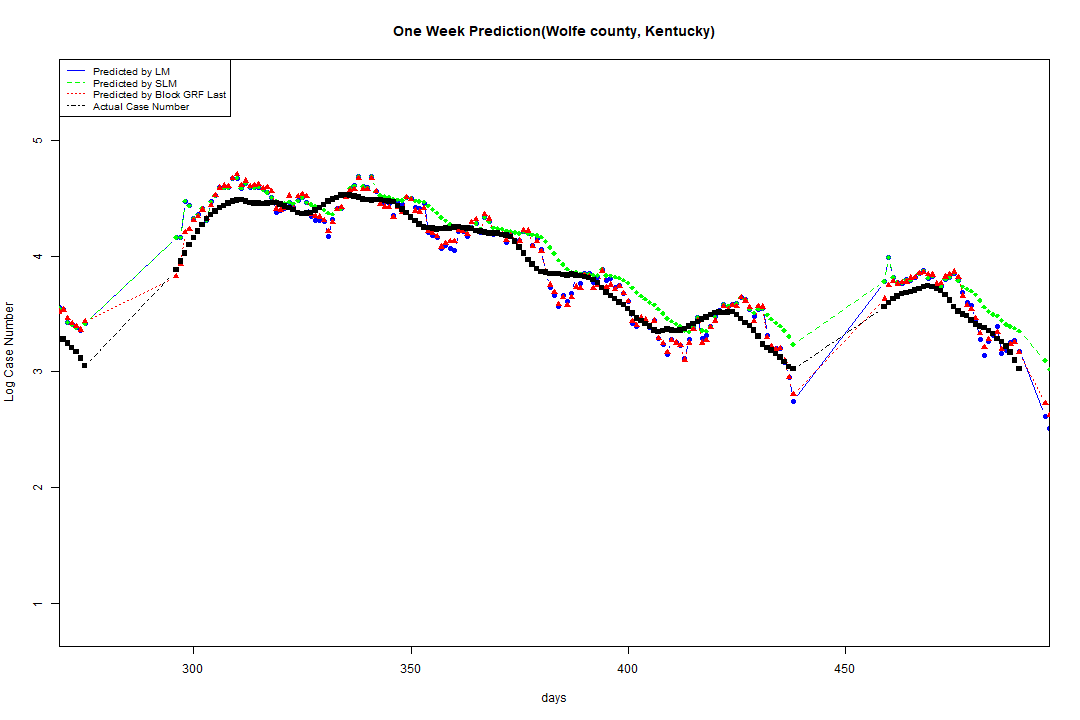 One Week Prediction(Wolfe county, Kentucky)
Predicted by LM
Predicted by SLM
Predicted by Block GRF Last
Actual Case Number
5
4
3
2
1
Log Case Number
300
350
400
450
days